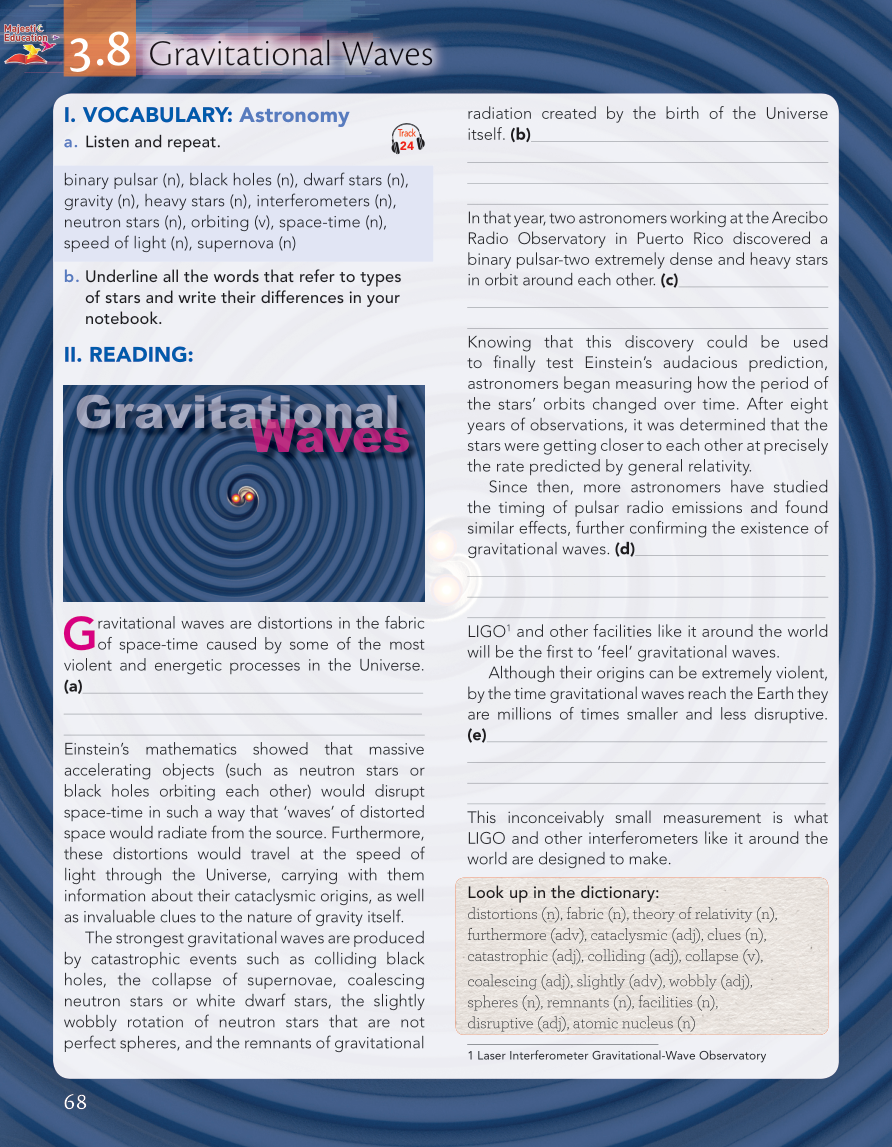 Majestic
Education
3.8 Gravitational Waves
I. VOCABULARY: Astronomy
a. Listen and repeat.
Track
24
binary pulsar (n), black holes (n), dwarf stars (n),
gravity (n), heavy stars (n), interferometers (n),
neutron stars (n), orbiting (v), space-time (n),
speed of light (n), supernova (n)
b. Underline all the words that refer to types
of stars and write their differences in your
notebook.
II. READING:
Gravitational
Waves
Gravitational waves are distortions in the fabric
of space-time caused by some of the most
violent and energetic processes in the Universe.
(a)
Einstein's mathematics showed that massive
accelerating objects (such as neutron stars or
black holes orbiting each other) would disrupt
space-time in such a way that 'waves' of distorted
space would radiate from the source. Furthermore,
these distortions would travel at the speed of
light through the Universe, carrying with them
information about their cataclysmic origins, as well
as invaluable clues to the nature of gravity itself.
The strongest gravitational waves are produced
by catastrophic events such as colliding black
holes, the collapse of supernovae, coalescing
neutron stars or white dwarf stars, the slightly
wobbly rotation of neutron stars that are not
perfect spheres, and the remnants of gravitational
radiation created by the birth of the Universe
itself. (b)
In that year, two astronomers working at the Arecibo
Radio Observatory in Puerto Rico discovered a
binary pulsar-two extremely dense and heavy stars
in orbit around each other. (c)
Knowing that this discovery could be used
to finally test Einstein's audacious prediction,
astronomers began measuring how the period of
the stars' orbits changed over time. After eight
years of observations, it was determined that the
stars were getting closer to each other at precisely
the rate predicted by general relativity.
Since then, more astronomers have studied
the timing of pulsar radio emissions and found
similar effects, further confirming the existence of
gravitational waves. (d)
LIGO1 and other facilities like it around the world
will be the first to 'feel' gravitational waves.
Although their origins can be extremely violent,
by the time gravitational waves reach the Earth they
are millions of times smaller and less disruptive.
(e)
This inconceivably small measurement is what
LIGO and other interferometers like it around the
world are designed to make.
Look up in the dictionary:
distortions (n), fabric (n), theory of relativity (n),
furthermore (adv), cataclysmic (adj), clues (n),
catastrophic (adj), colliding (adj), collapse (v),
coalescing (adj), slightly (adv), wobbly (adj),
spheres (n), remnants (n), facilities (n),
disruptive (adj), atomic nucleus (n)
1 Laser Interferometer Gravitational-Wave Observatory
68